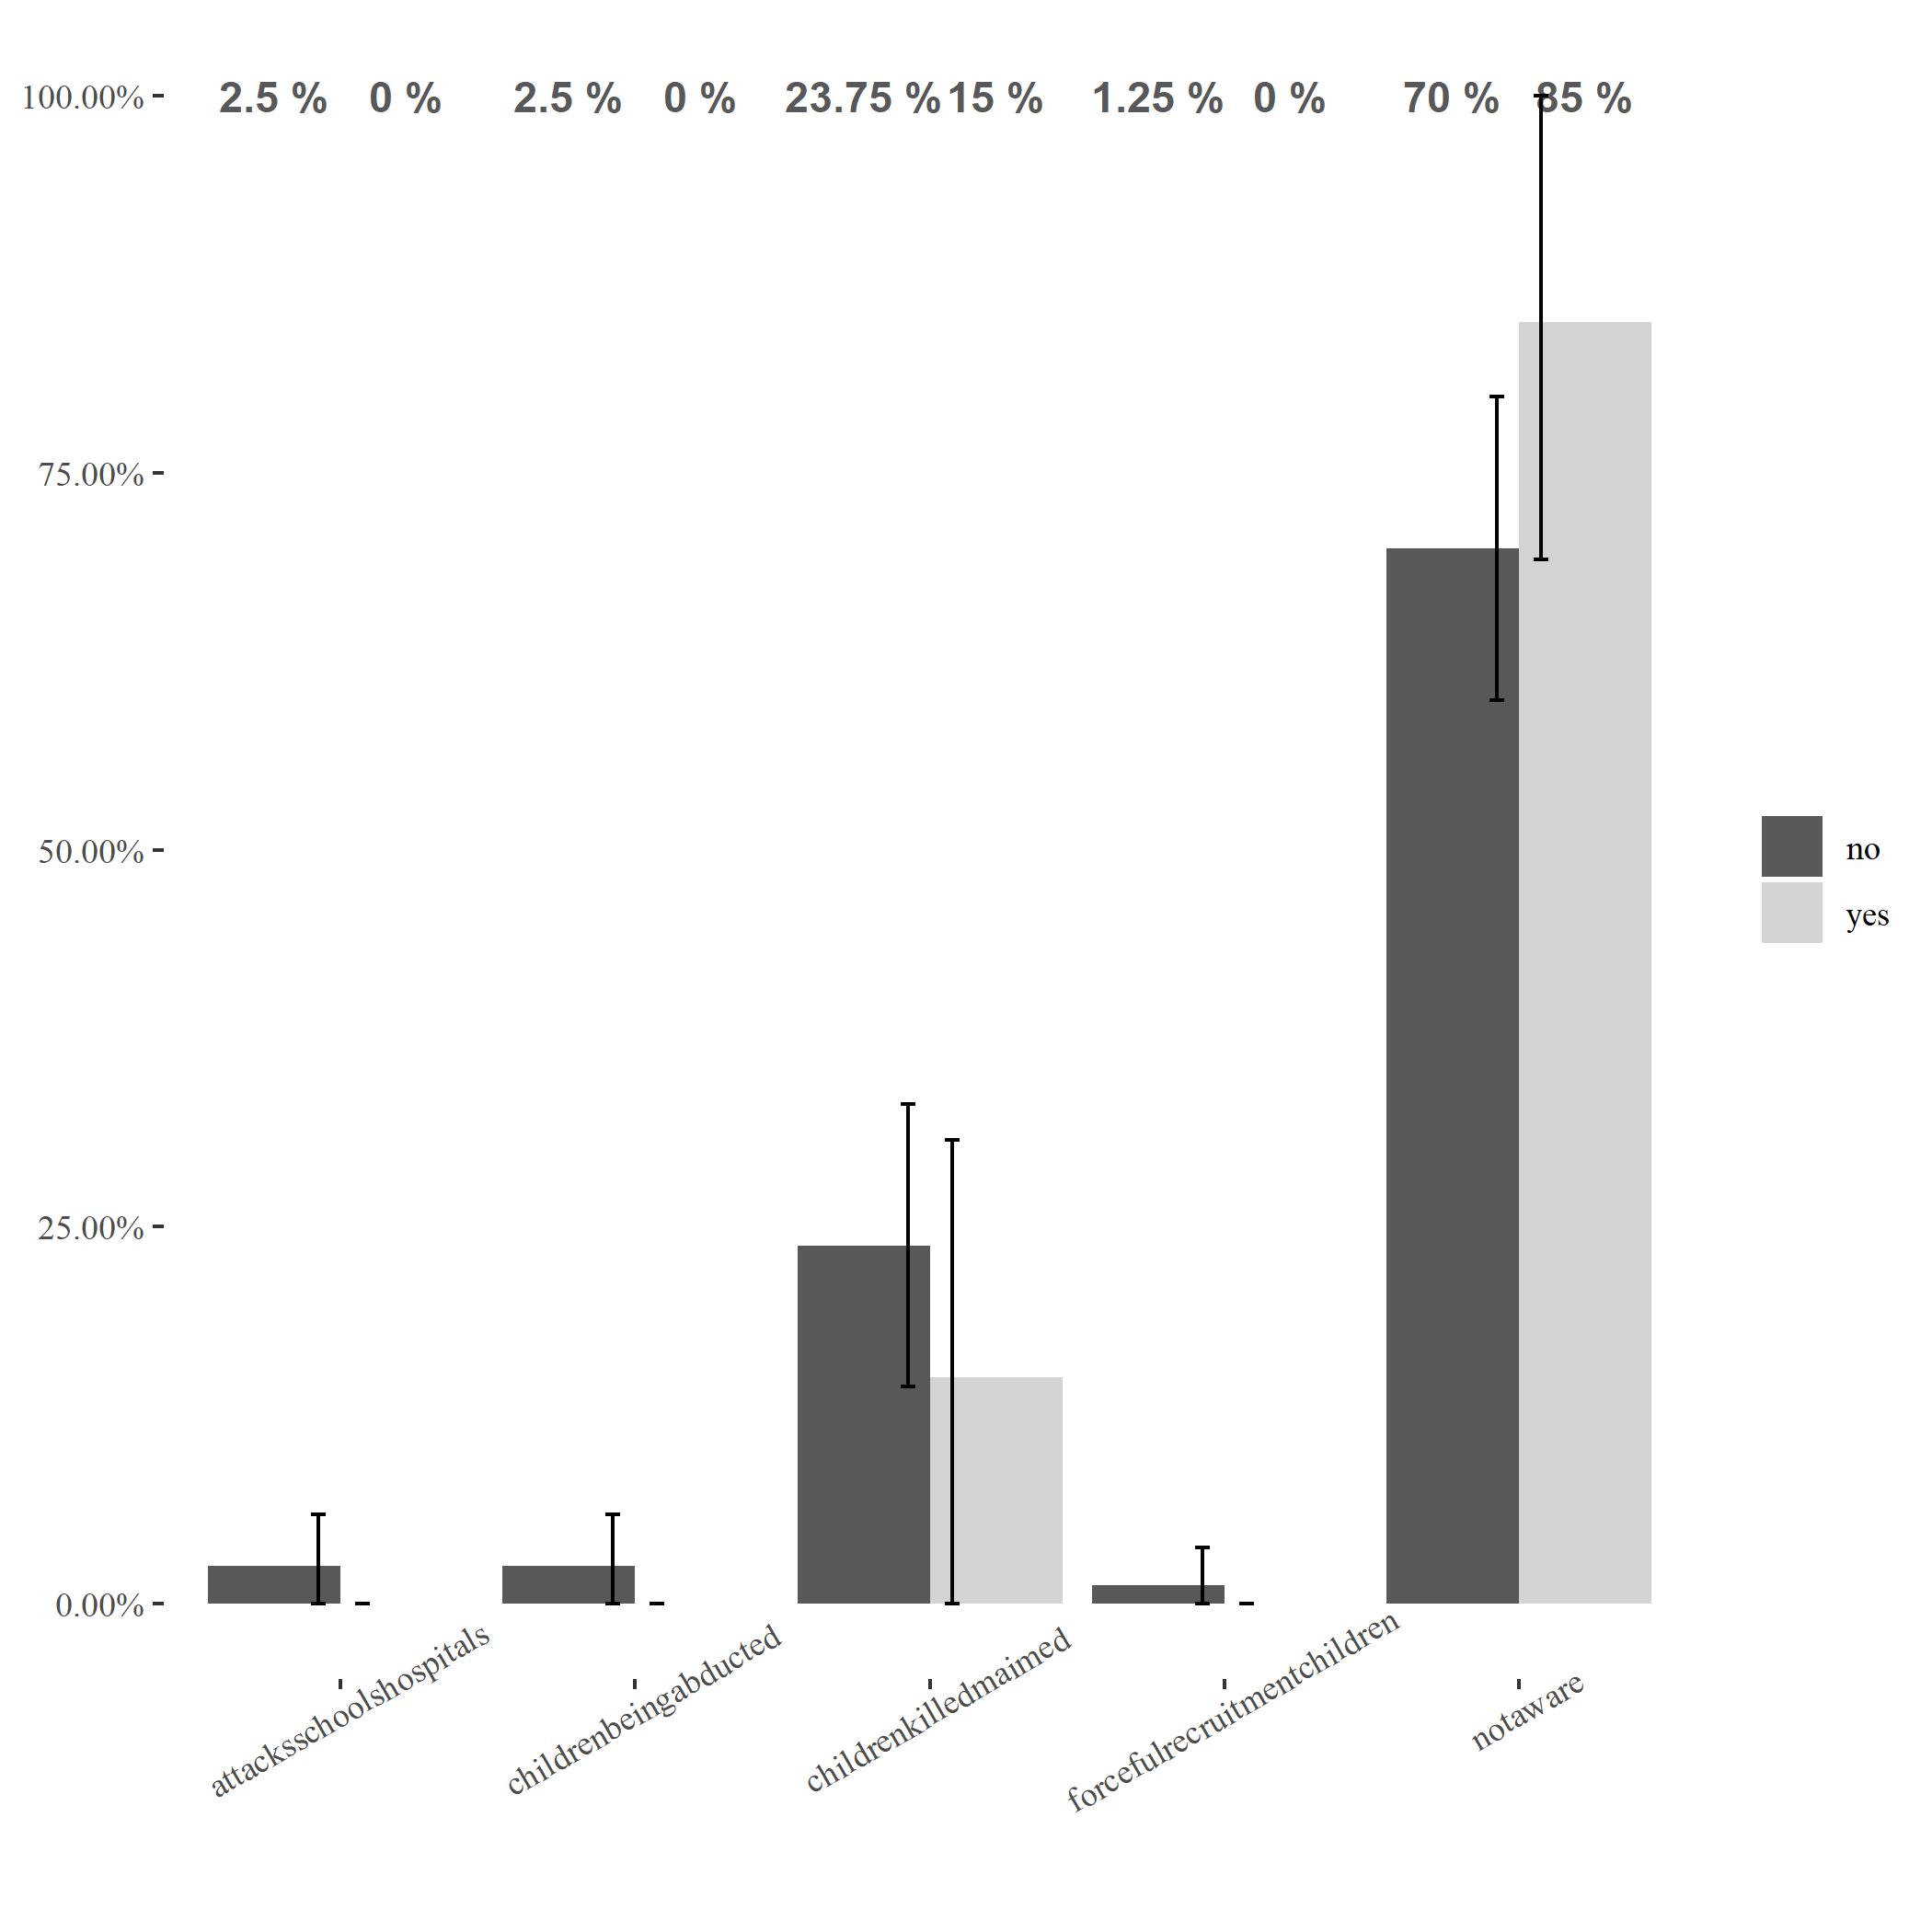 100.00%
2.5 % 0 % 2.5 % 0 % 23.75 % 15 % 1.25 % 0 % 70 % 85 %
75.00%
50.00%
25.00%
0.00%
no
yes
attacksschoolshospitals
childrenbeingabducted
childrenkilledmaimed
forcefulrecruitmentchildren
notaware